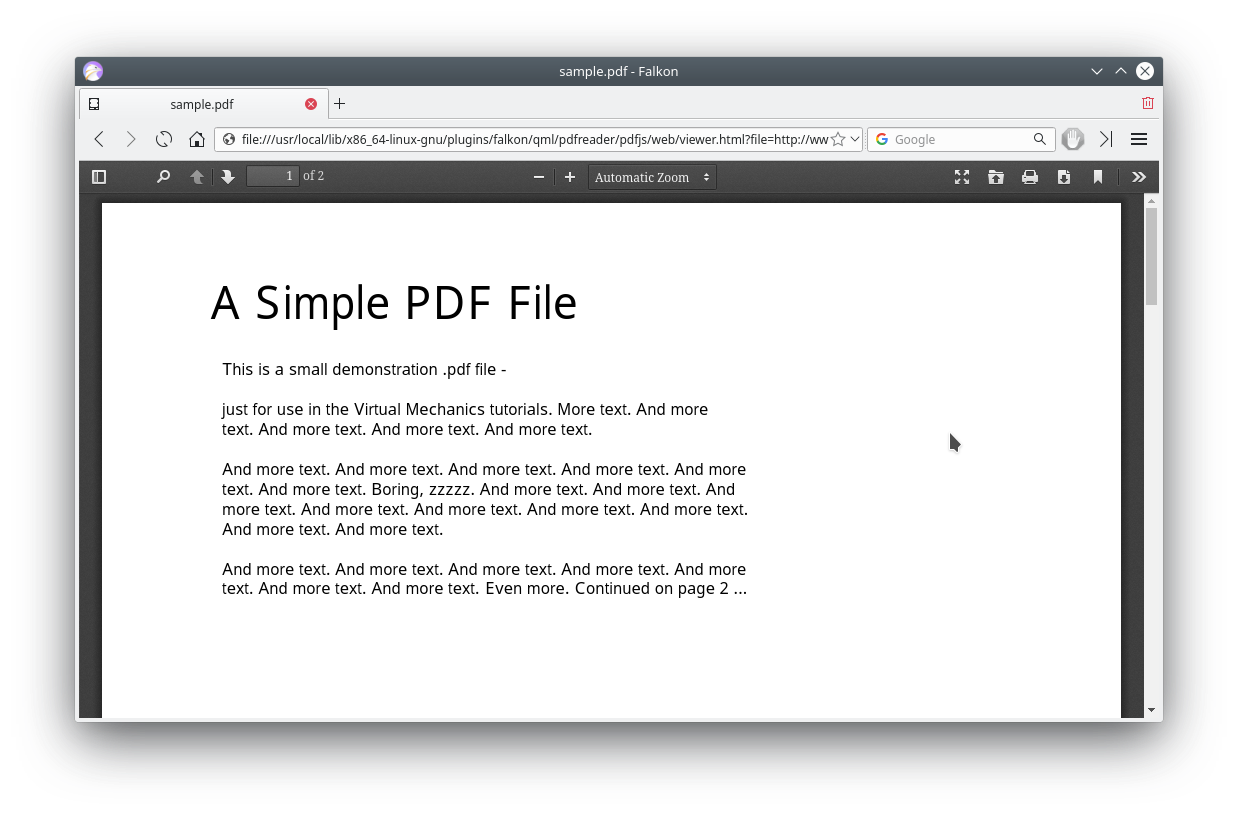 sample.pdf - Falkon
sample.pdf
file:///usr/local/lib/x86_64-linux-gnu/plugins/falkon/qml/pdfreader/pdfjs/web/viewer.html?file=http://ww
Google
1 of 2
Automatic Zoom
A Simple PDF File
This is a small demonstration .pdf file -
just for use in the Virtual Mechanics tutorials. More text. And more
text. And more text. And more text. And more text.
And more text. And more text. And more text. And more text. And more
text. And more text. Boring, zzzzz. And more text. And more text. And
more text. And more text. And more text. And more text. And more text.
And more text. And more text.
And more text. And more text. And more text. And more text. And more
text. And more text. And more text. Even more. Continued on page 2 ...